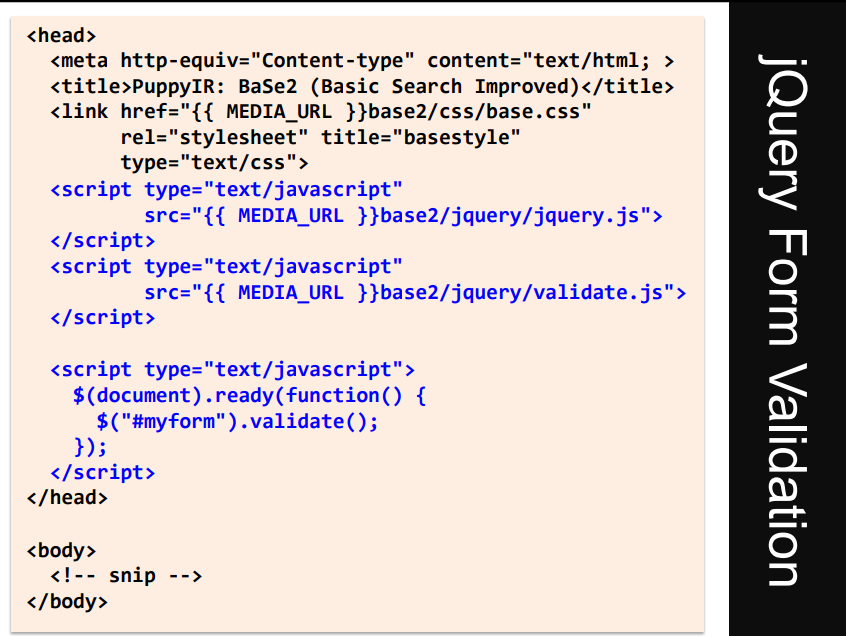 <head>
  <meta http-equiv="Content-type" content="text/html; >
  <title>PuppyIR: BaSe2 (Basic Search Improved)</title>
  <link href="{{ MEDIA_URL }}base2/css/base.css"
        rel="stylesheet" title="basestyle"
        type="text/css">
  <script type="text/javascript"
          src="{{ MEDIA_URL }}base2/jquery/jquery.js">
  </script>
  <script type="text/javascript"
          src="{{ MEDIA_URL }}base2/jquery/validate.js">
  </script>

  <script type="text/javascript">
    $(document).ready(function() {
      $("#myform").validate();
    });
  </script>
</head>

<body>
  <!-- snip -->
</body>
jQuery Form Validation